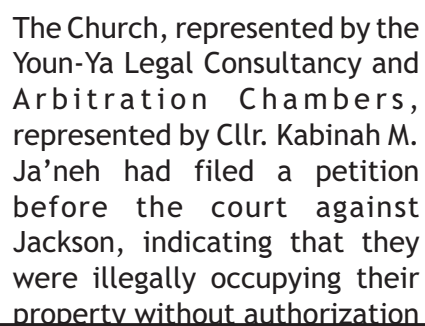 The Church, represented by the
Youn-Ya Legal Consultancy and
Arbitration Chambers,
represented by Cllr. Kabinah M.
Ja’neh had filed a petition
before the court against
Jackson, indicating that they
were illegally occupying their
property without authorization